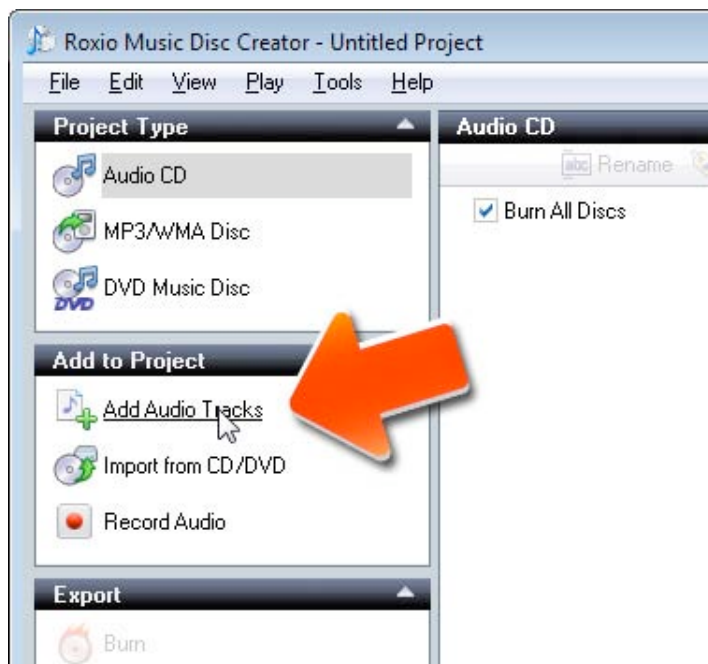 Roxio Music Disc Creator - Untitled Project
File Edit View Play Tools Help
Project Type
Audio CD
MP3/WMA Disc
DVD
DVD Music Disc
Add to Project
Add Audio Tracks
Import from CD/DVD
Record Audio
Export
Burn
Audio CD
abc Rename
Burn All Discs